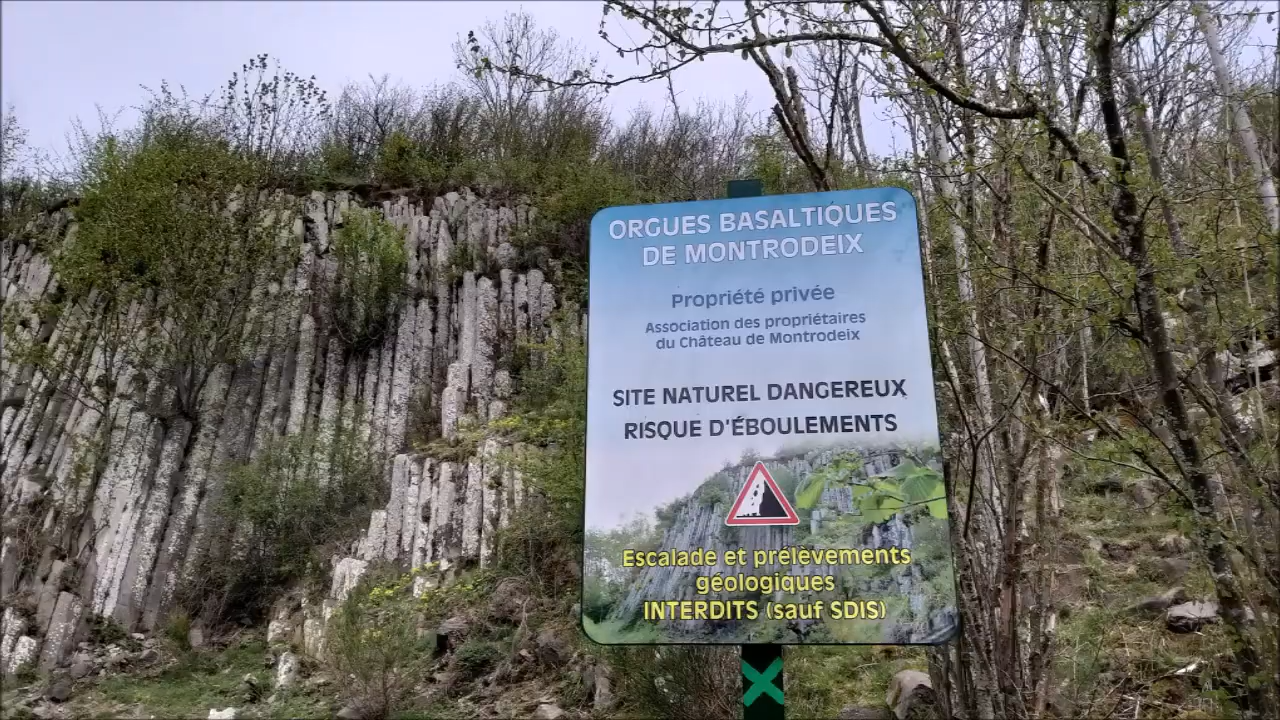 ORGUES BASALTIQUES
DE MONTRODEIX
Propriété privée
Association des propriétaires
du Château de Montrodeix
SITE NATUREL DANGEREUX
RISQUE D'ÉBOULEMENTS
Escalade et prélèvements
géologiques
INTERDITS (sauf SDIS)